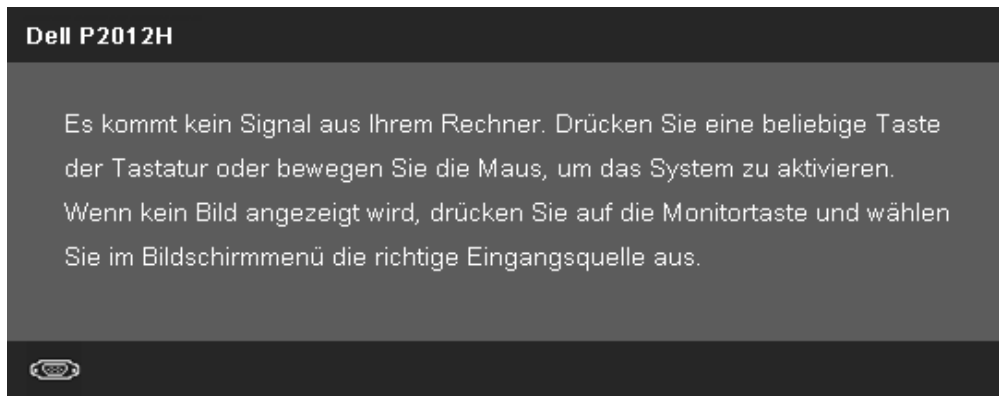 Dell P2012H
Es kommt kein Signal aus Ihrem Rechner. Drücken Sie eine beliebige Taste
der Tastatur oder bewegen Sie die Maus, um das System zu aktivieren.
Wenn kein Bild angezeigt wird, drücken Sie auf die Monitortaste und wählen
Sie im Bildschirmmenü die richtige Eingangsquelle aus.